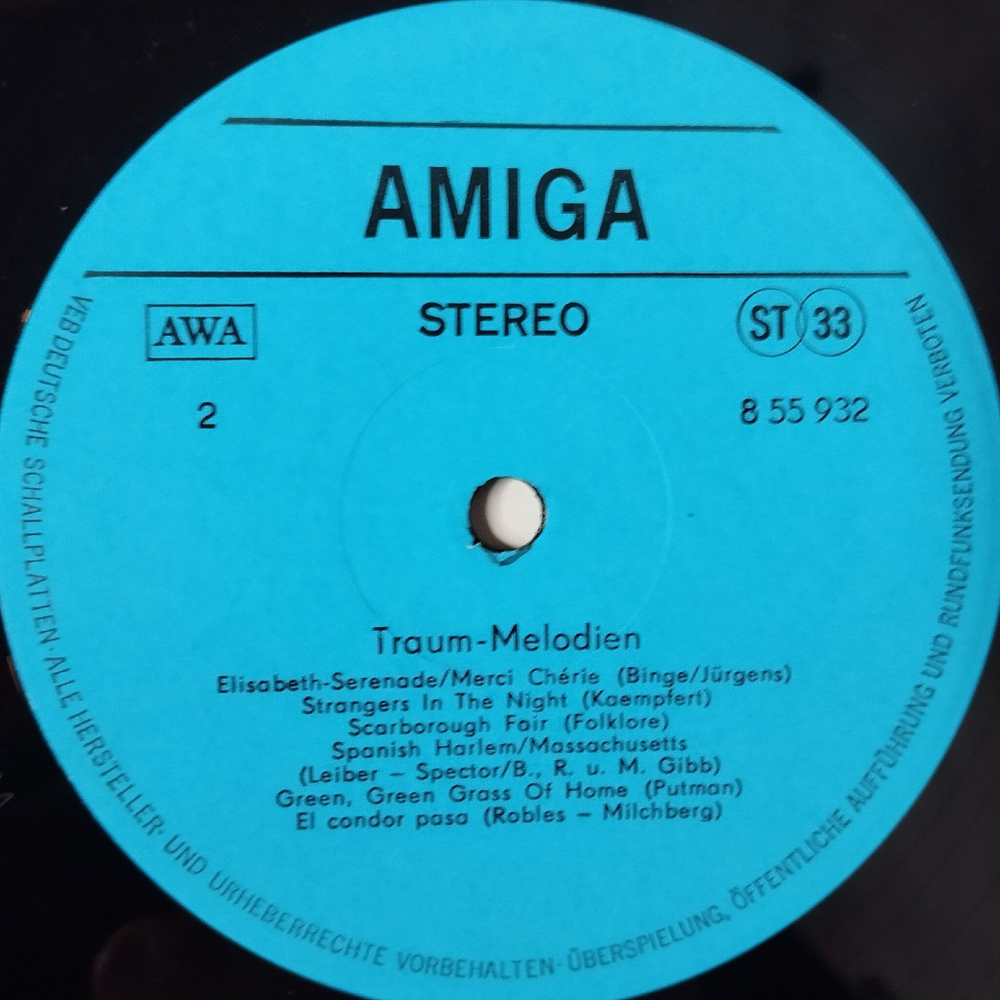 AMIGA
AWA
STEREO
ST 33
2
8 55 932
Traum-Melodien
Elisabeth-Serenade/Merci Chérie (Binge/Jürgens)
Strangers In The Night (Kaempfert)
Scarborough Fair (Folklore)
Spanish Harlem/Massachusetts
(Leiber – Spector/B., R. u. M. Gibb)
Green, Green Grass Of Home (Putman)
El condor pasa (Robles – Milchberg)
VEB DEUTSCHE SCHALLPLATTEN · ALLE HERSTELLER- UND URHEBERRECHTE VORBEHALTEN · ÜBERSPIELUNG, ÖFFENTLICHE AUFFÜHRUNG UND RUNDFUNKSENDUNG VERBOTEN